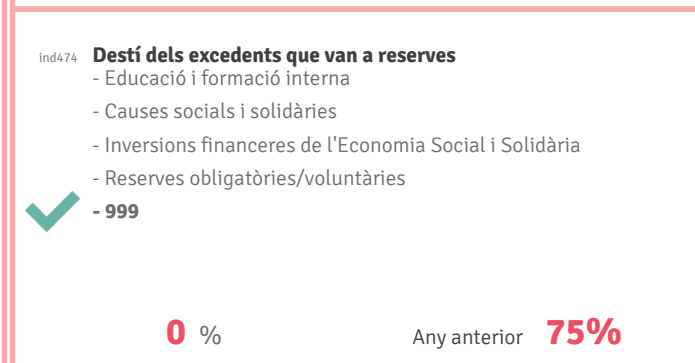 ind474 Destí dels excedents que van a reserves
- Educació i formació interna
- Causes socials i solidàries
- Inversions financeres de l'Economia Social i Solidària
- Reserves obligatòries/voluntàries
- 999
0 % Any anterior 75%